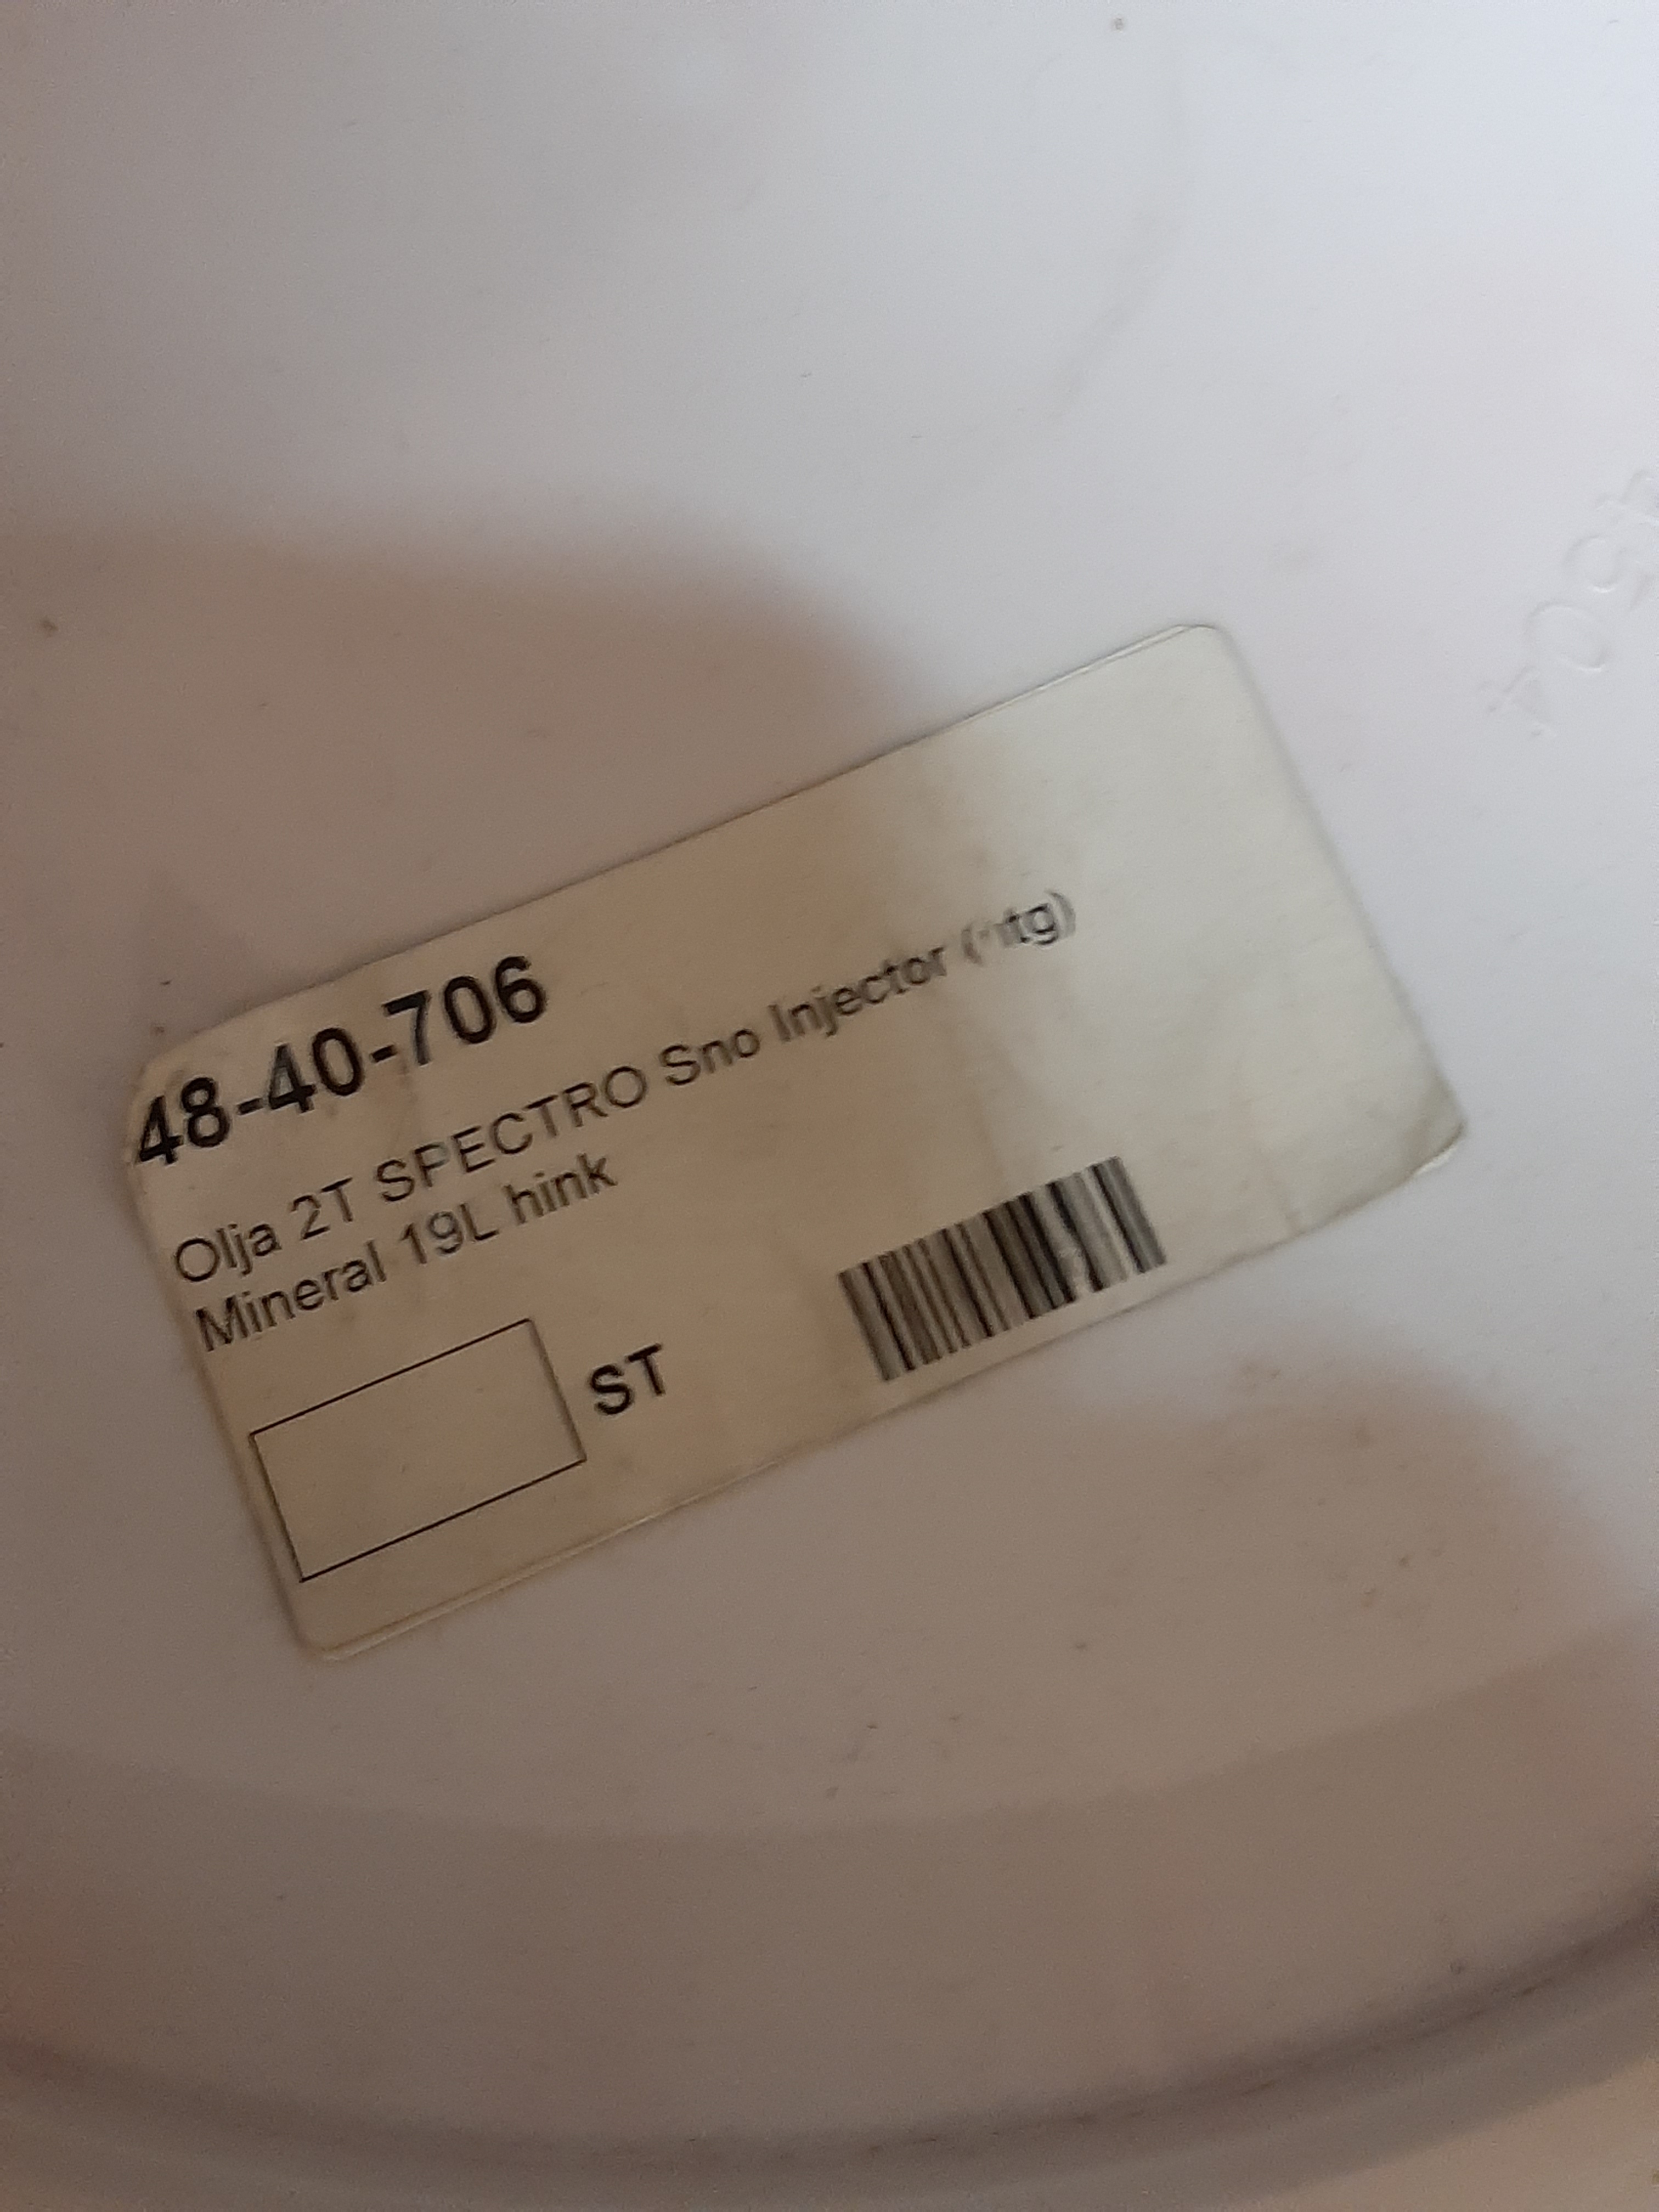 48-40-706
Olja 2T SPECTRO Sno Injector
Mineral 19L hink
ST